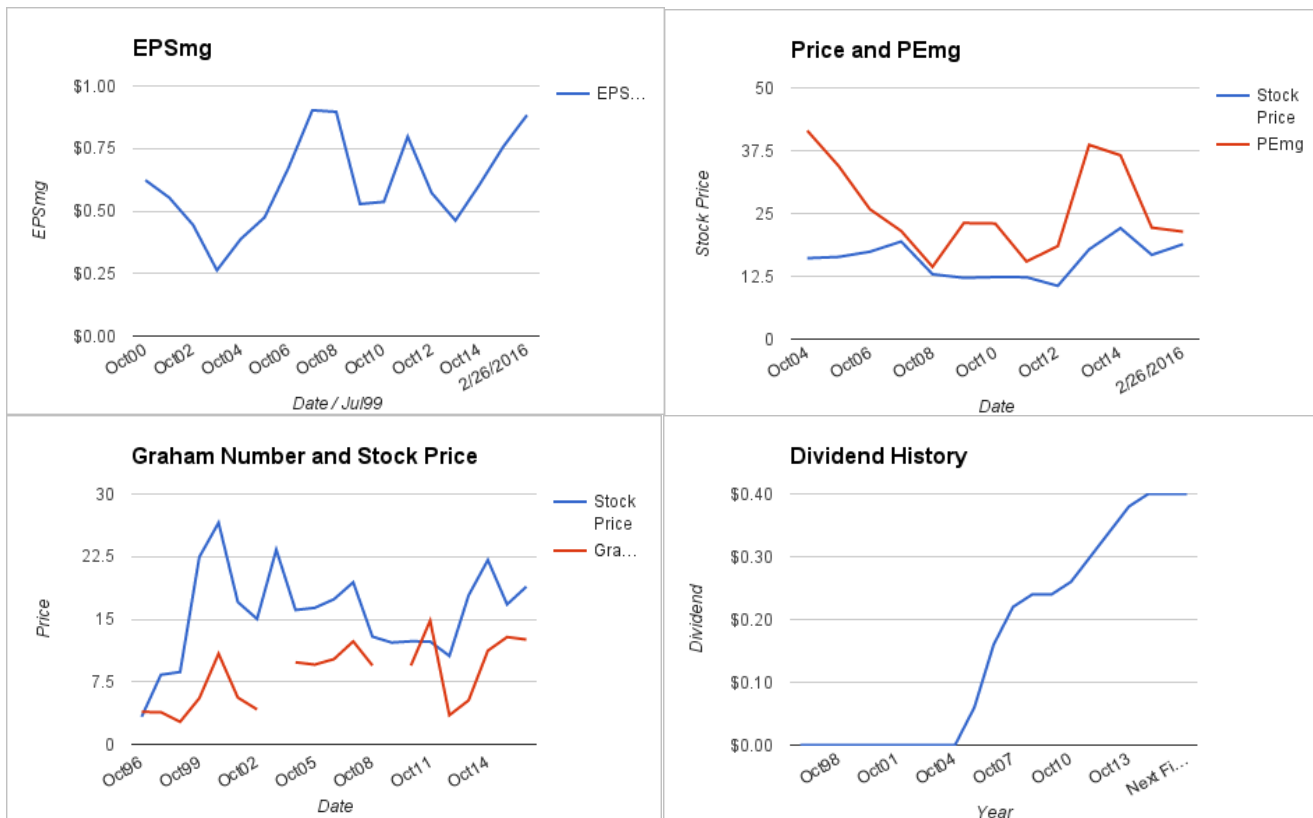 EPSmg
$1.00
$0.75
$0.50
$0.25
$0.00
EPSmg
EPS...
Oct00
Oct02
Oct04
Oct06
Oct08
Oct10
Oct12
Oct14
2/26/2016
Date / Jul99
Price and PEmg
50
37.5
25
12.5
0
Stock Price
Stock
Price
PEmg
Oct04
Oct06
Oct08
Oct10
Oct12
Oct14
2/26/2016
Date
Graham Number and Stock Price
30
22.5
15
7.5
0
Price
Stock
Price
Gra...
Oct96
Oct99
Oct02
Oct05
Oct08
Oct11
Oct14
Date
Dividend History
$0.40
$0.30
$0.20
$0.10
$0.00
Dividend
Oct98
Oct01
Oct04
Oct07
Oct10
Oct13
Next Fi...
Year